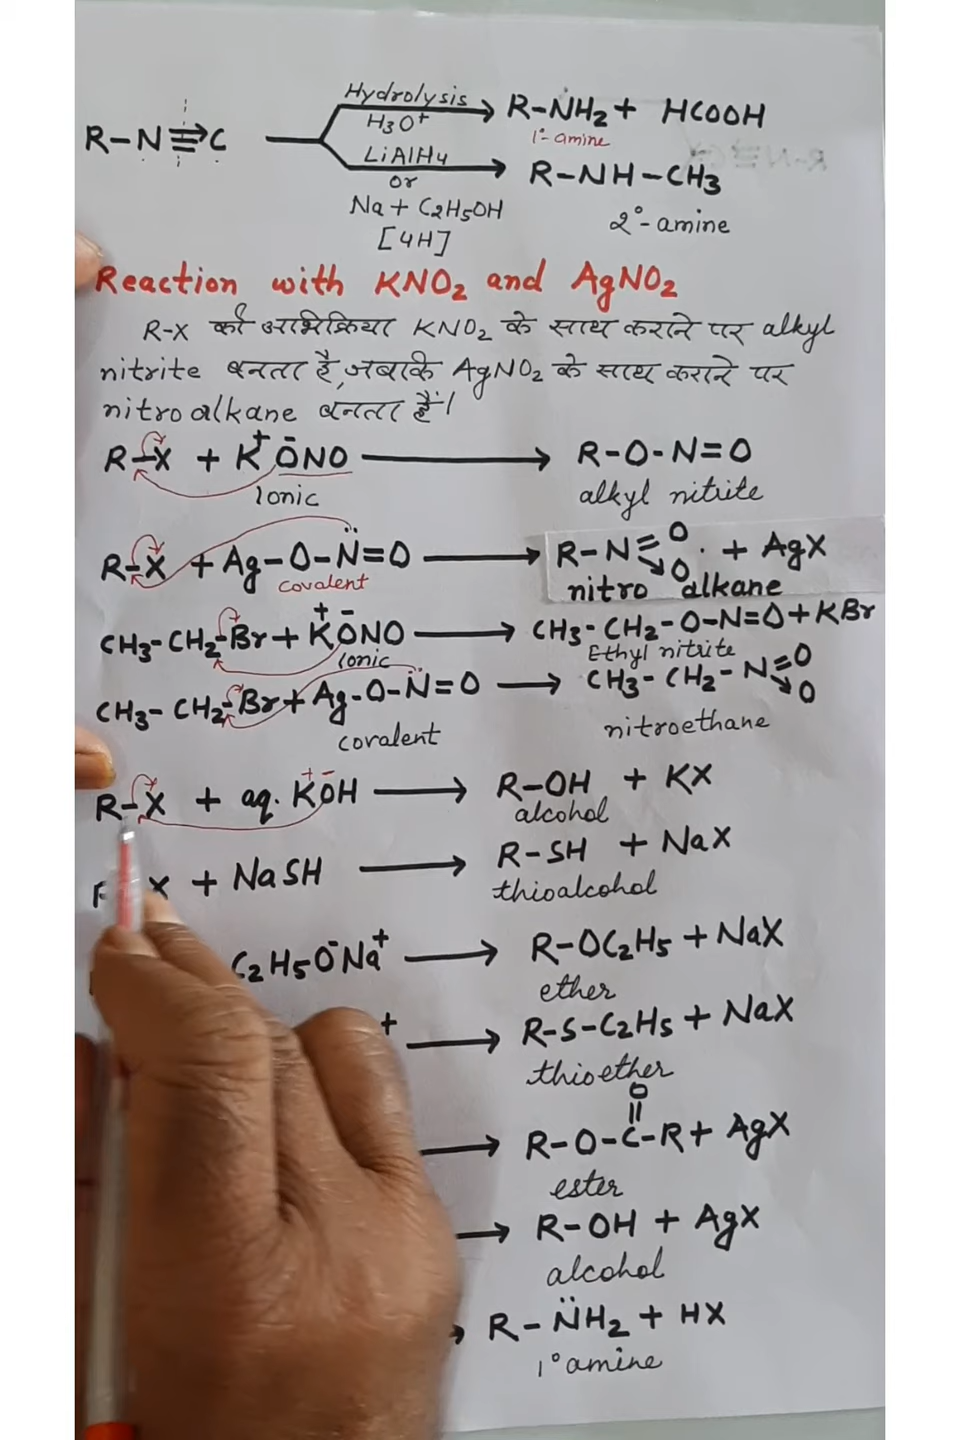 Hydrolysis
R-N≡→C → R-NH2 + HCOOH
H3O+ 1°-amine
LiAlH4 → R-NH-CH3
or
Na + C2H5OH 2°-amine
[4H]
Reaction with KNO2 and AgNO2
R-X की अभिक्रिया KNO2 के साथ कराने पर alkyl
nitrite बनता है, जबकि AgNO2 के साथ कराने पर
nitroalkane बनता है।
R-X + K+ ŌNO → R-O-N=O
Ionic alkyl nitrite
R-X + Ag-O-N̈=O → R-N=O→O + AgX
covalent nitro alkane
CH3-CH2-Br + K+ ŌNO → CH3-CH2-O-N=O + KBr
Ionic Ethyl nitrite
CH3-CH2-Br + Ag-O-N̈=O → CH3-CH2-N=O→O
covalent nitroethane
R-X + aq. K+ŌH → R-OH + KX
alcohol
X + NaSH → R-SH + NaX
thioalcohol
C2H5O-Na+ → R-OC2H5 + NaX
ether
+ → R-S-C2H5 + NaX
thioether
O
||
→ R-O-C-R + AgX
ester
→ R-OH + AgX
alcohol
→ R-N̈H2 + HX
1° amine